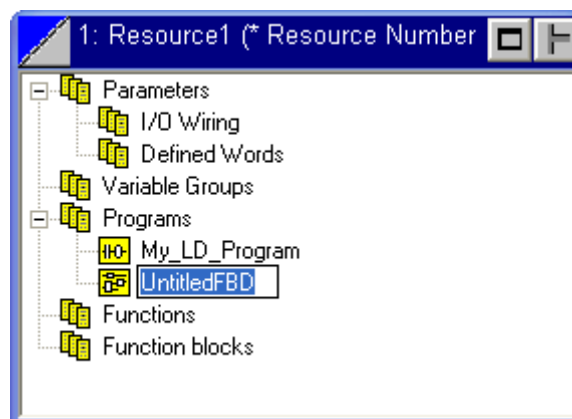 1: Resource1 (* Resource Number
Parameters
I/O Wiring
Defined Words
Variable Groups
Programs
My_LD_Program
UntitledFBD
Functions
Function blocks